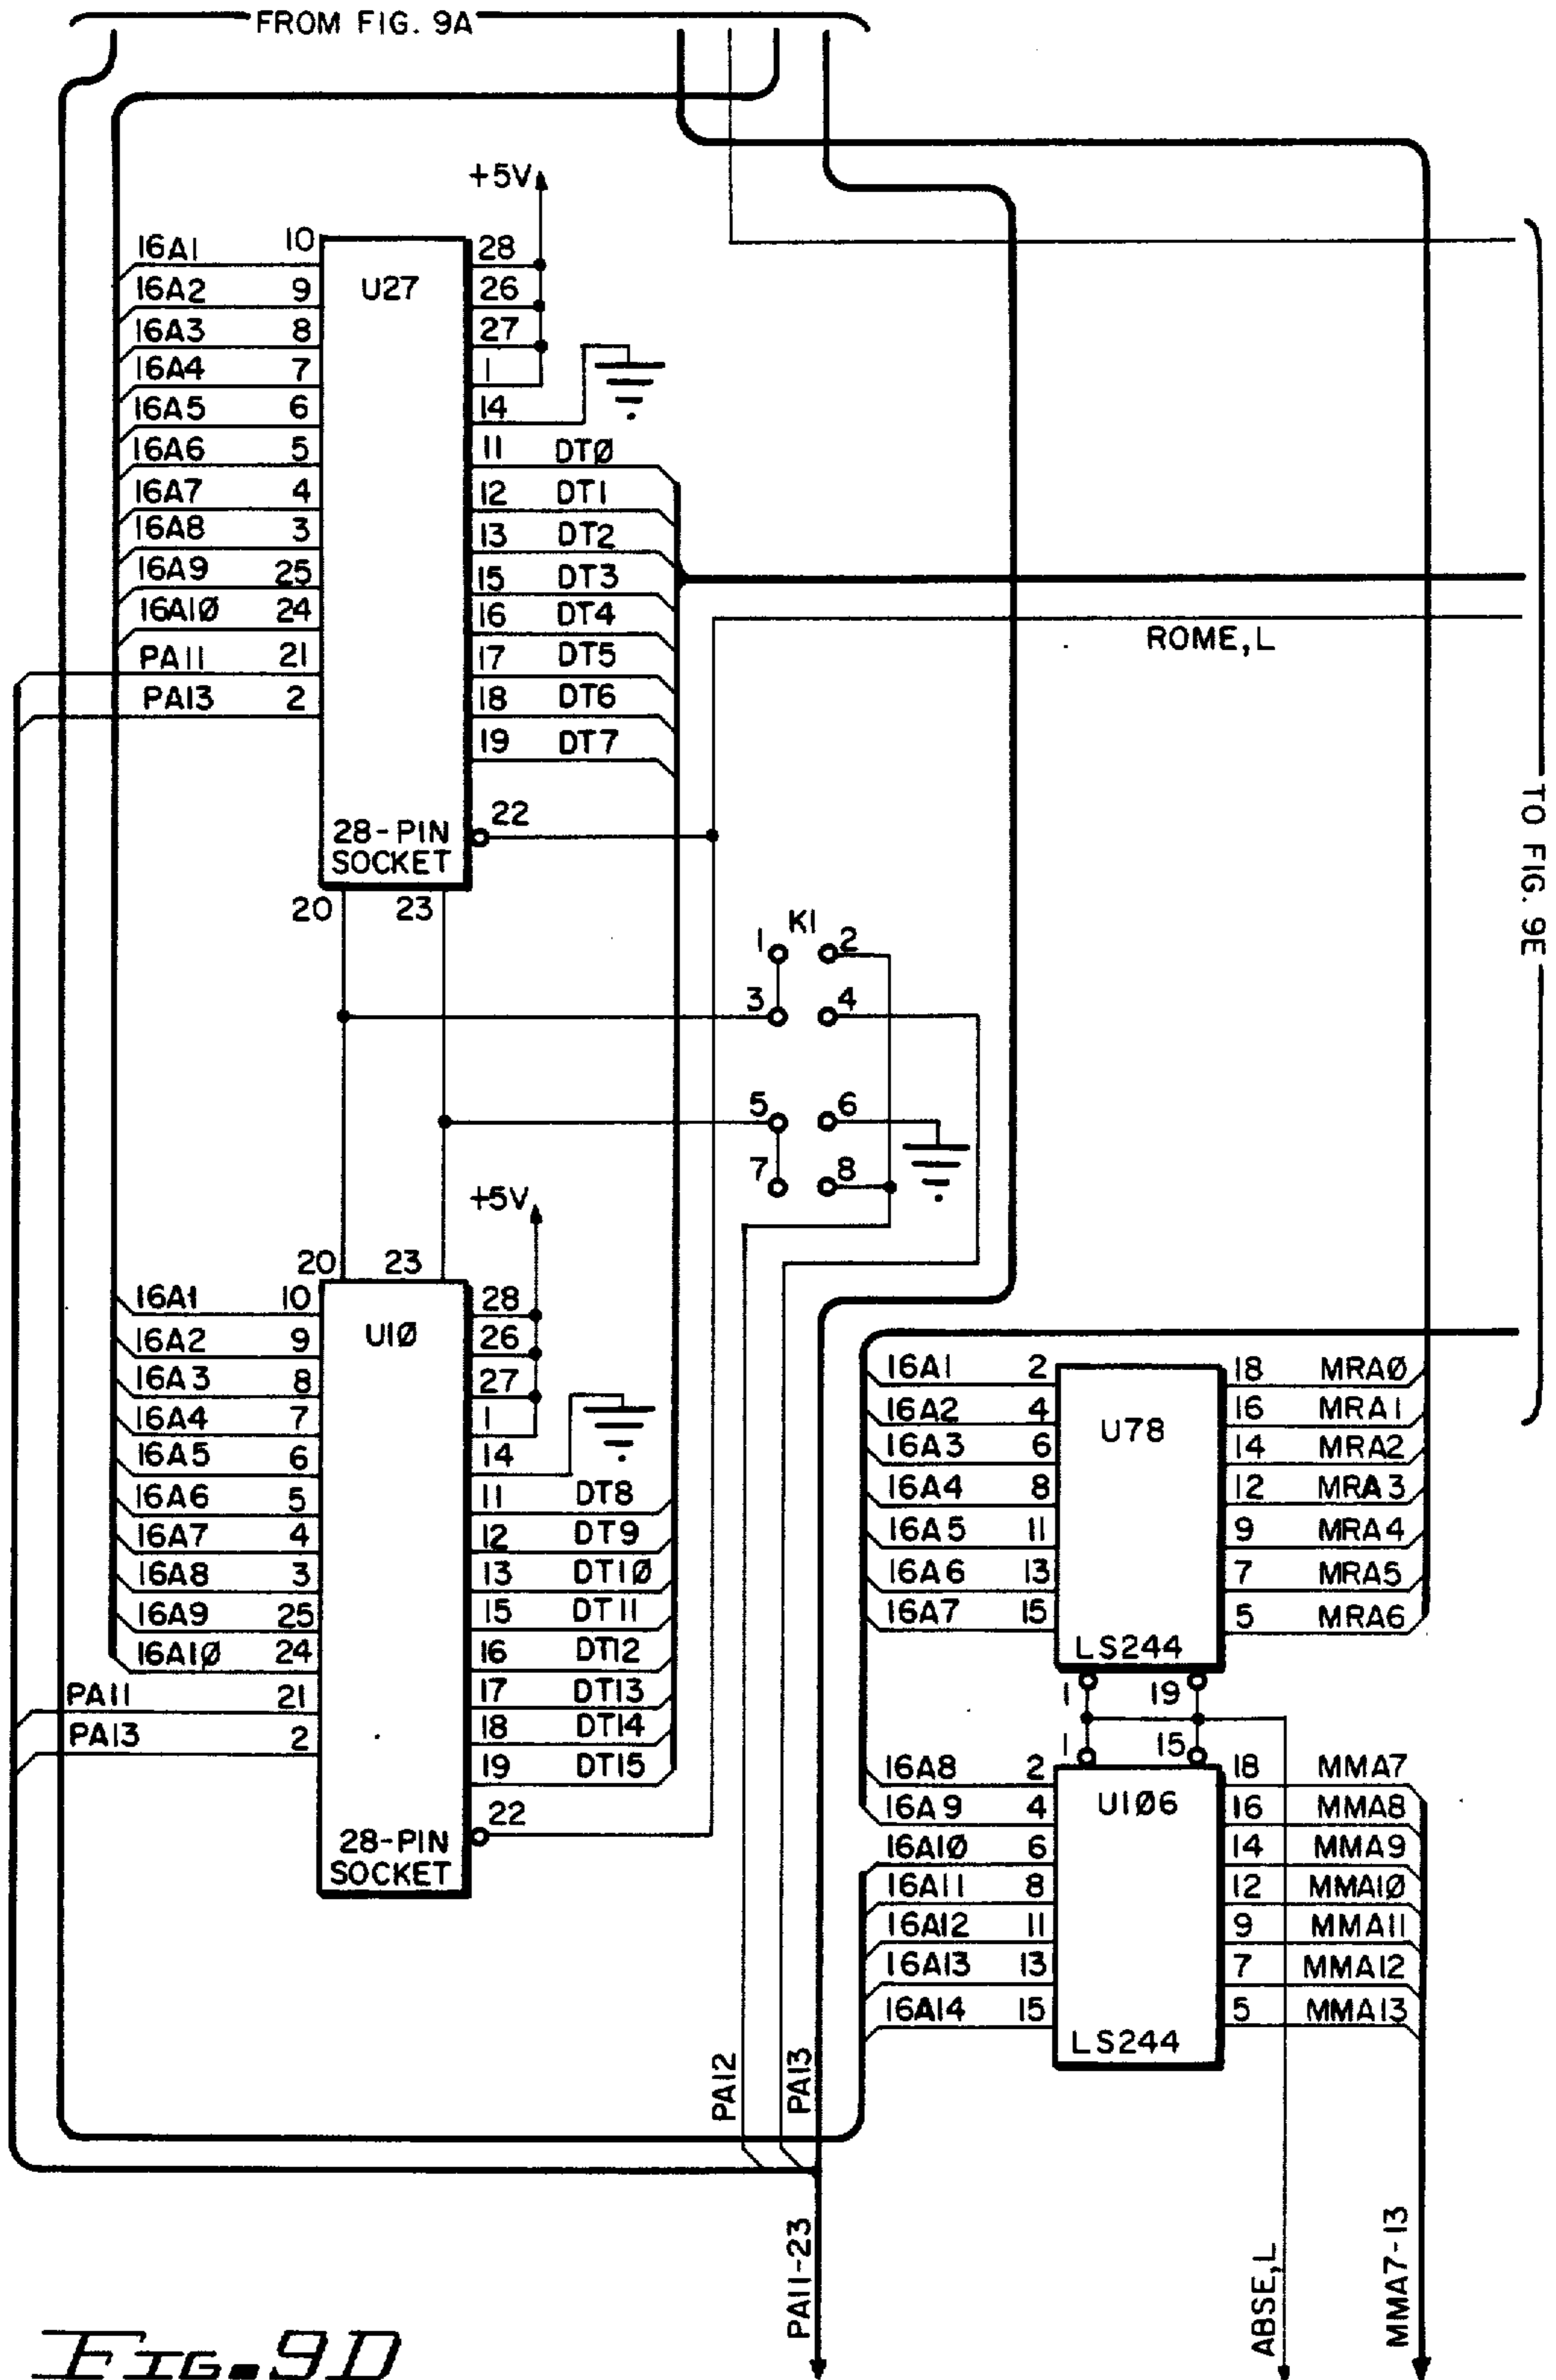 FROM FIG. 9A
+5V
16A1 10 28
U27
16A2 9 26
16A3 8 27
16A4 7 1
16A5 6 14
16A6 5 11 DTØ
16A7 4 12 DT1
16A8 3 13 DT2
16A9 25 15 DT3
16A1Ø 24 16 DT4
ROME,L
PA11 21 17 DT5
PA13 2 18 DT6
19 DT7
22
28-PIN
SOCKET
TO FIG. 9E
20 23
K1
1 2
3 4
5 6
7 8
+5V
20 23
16A1 10 28
U1Ø
16A2 9 26
16A3 8 27
16A4 7 1
16A5 6 14
16A6 5 11 DT8
16A7 4 12 DT9
16A8 3 13 DT1Ø
16A9 25 15 DT11
16A1Ø 24 16 DT12
PA11 21 17 DT13
PA13 2 18 DT14
19 DT15
22
28-PIN
SOCKET
16A1 2 18 MRAØ
16A2 4 16 MRA1
U78
16A3 6 14 MRA2
16A4 8 12 MRA3
16A5 11 9 MRA4
16A6 13 7 MRA5
16A7 15 5 MRA6
LS244
1 19
1 15
16A8 2 18 MMA7
U1Ø6
16A9 4 16 MMA8
16A1Ø 6 14 MMA9
16A11 8 12 MMA1Ø
16A12 11 9 MMA11
16A13 13 7 MMA12
16A14 15 5 MMA13
LS244
PA12
PA13
PA11-23
ABSE,L
MMA7-13
FIG. 9D